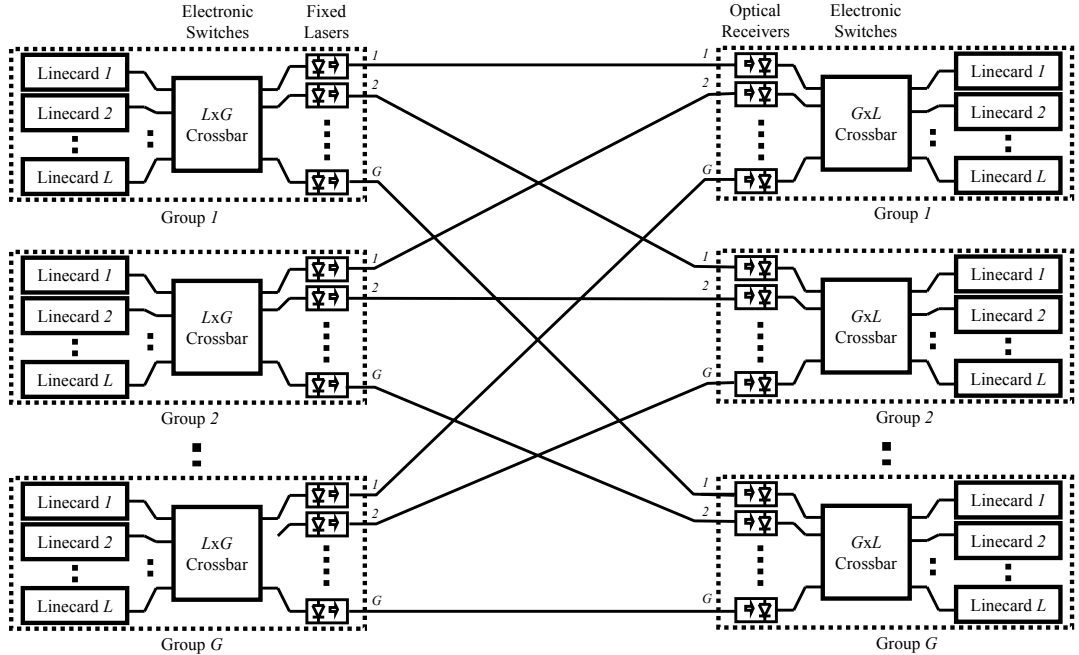 Electronic
Switches
Fixed
Lasers
Optical
Receivers
Electronic
Switches
Linecard 1
Linecard 2
Linecard L
LxG
Crossbar
1
2
G
Group 1
1
2
G
GxL
Crossbar
Linecard 1
Linecard 2
Linecard L
Group 1
Linecard 1
Linecard 2
Linecard L
LxG
Crossbar
1
2
G
Group 2
1
2
G
GxL
Crossbar
Linecard 1
Linecard 2
Linecard L
Group 2
Linecard 1
Linecard 2
Linecard L
LxG
Crossbar
1
2
G
Group G
1
2
G
GxL
Crossbar
Linecard 1
Linecard 2
Linecard L
Group G